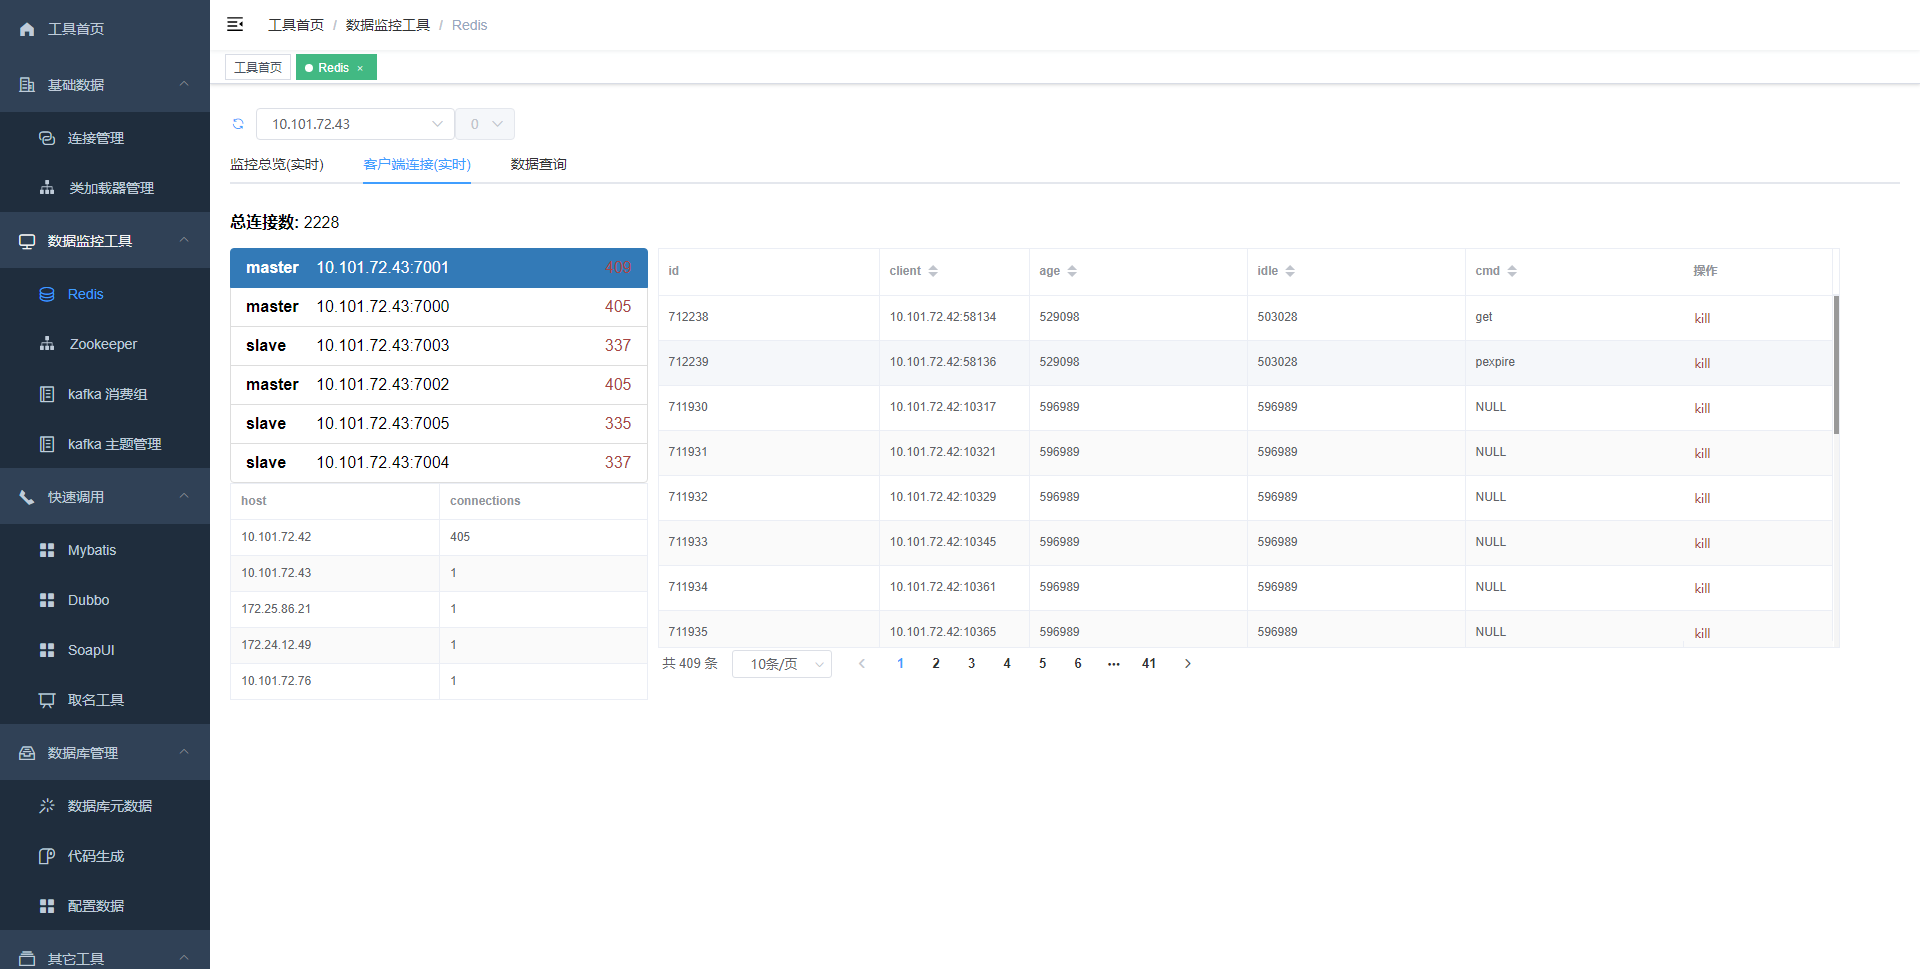 工具首页
基础数据
连接管理
类加载器管理
数据监控工具
Redis
Zookeeper
kafka 消费组
kafka 主题管理
快速调用
Mybatis
Dubbo
SoapUI
取名工具
数据库管理
数据库元数据
代码生成
配置数据
其它工具
工具首页 / 数据监控工具 / Redis
工具首页 Redis ×
10.101.72.43 0
监控总览(实时) 客户端连接(实时) 数据查询
总连接数: 2228
master 10.101.72.43:7001 409
master 10.101.72.43:7000 405
slave 10.101.72.43:7003 337
master 10.101.72.43:7002 405
slave 10.101.72.43:7005 335
slave 10.101.72.43:7004 337
host connections
10.101.72.42 405
10.101.72.43 1
172.25.86.21 1
172.24.12.49 1
10.101.72.76 1
id client age idle cmd 操作
712238 10.101.72.42:58134 529098 503028 get kill
712239 10.101.72.42:58136 529098 503028 pexpire kill
711930 10.101.72.42:10317 596989 596989 NULL kill
711931 10.101.72.42:10321 596989 596989 NULL kill
711932 10.101.72.42:10329 596989 596989 NULL kill
711933 10.101.72.42:10345 596989 596989 NULL kill
711934 10.101.72.42:10361 596989 596989 NULL kill
711935 10.101.72.42:10365 596989 596989 NULL kill
共 409 条 10条/页 1 2 3 4 5 6 ••• 41